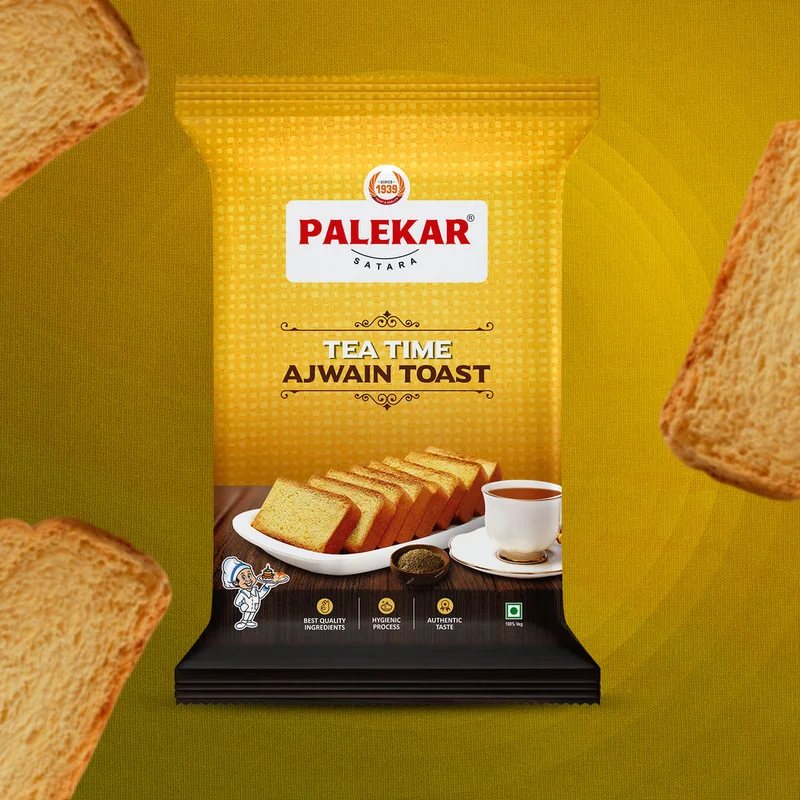 SINCE
1939
PALEKAR®
SATARA
TEA TIME
AJWAIN TOAST
BEST QUALITY
INGREDIENTS
HYGIENIC
PROCESS
AUTHENTIC
TASTE
100% Veg